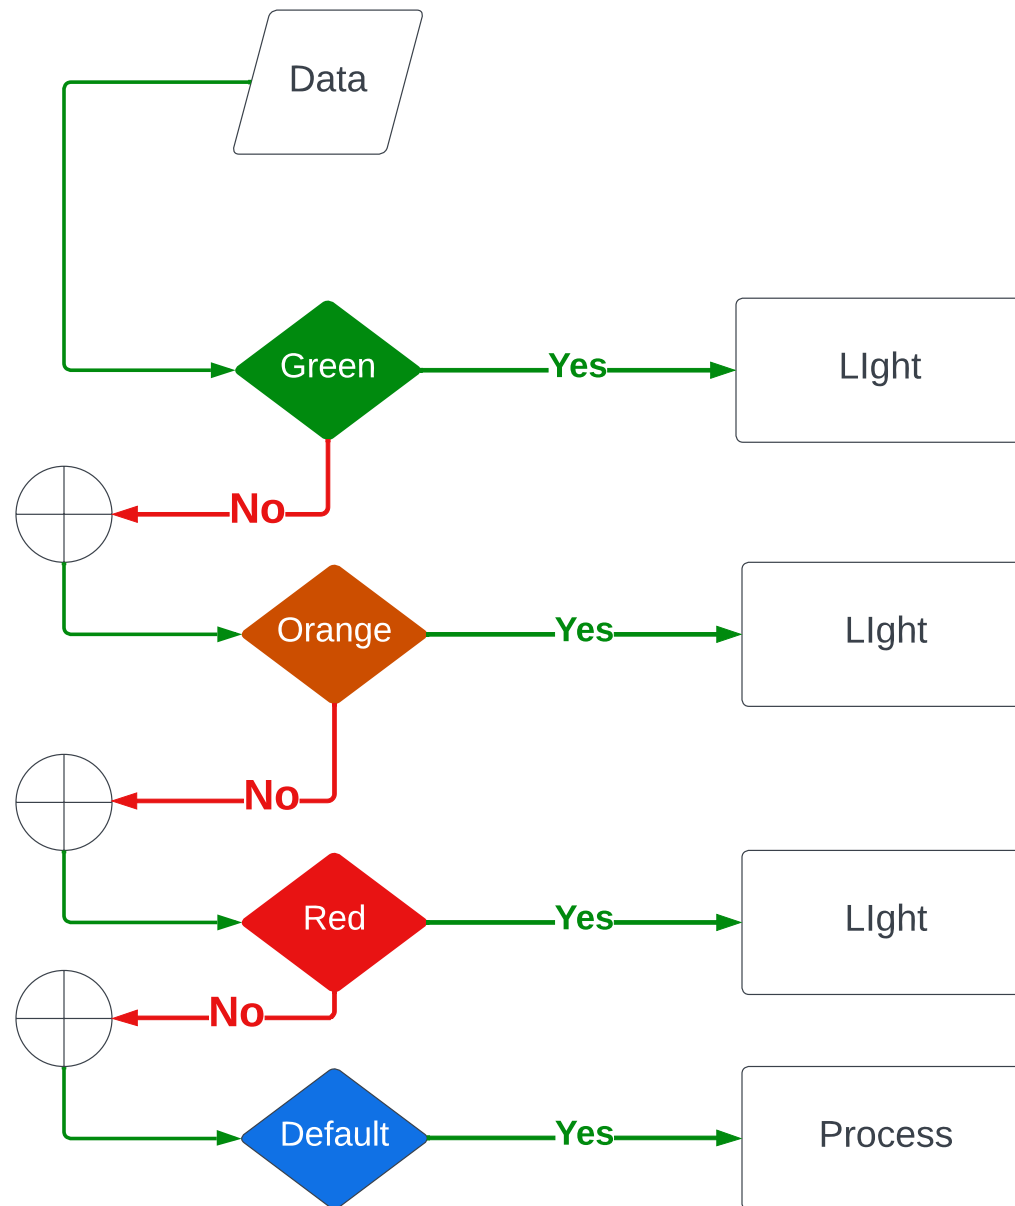 Data
Green
Yes
LIght
No
Orange
Yes
LIght
No
Red
Yes
LIght
No
Default
Yes
Process